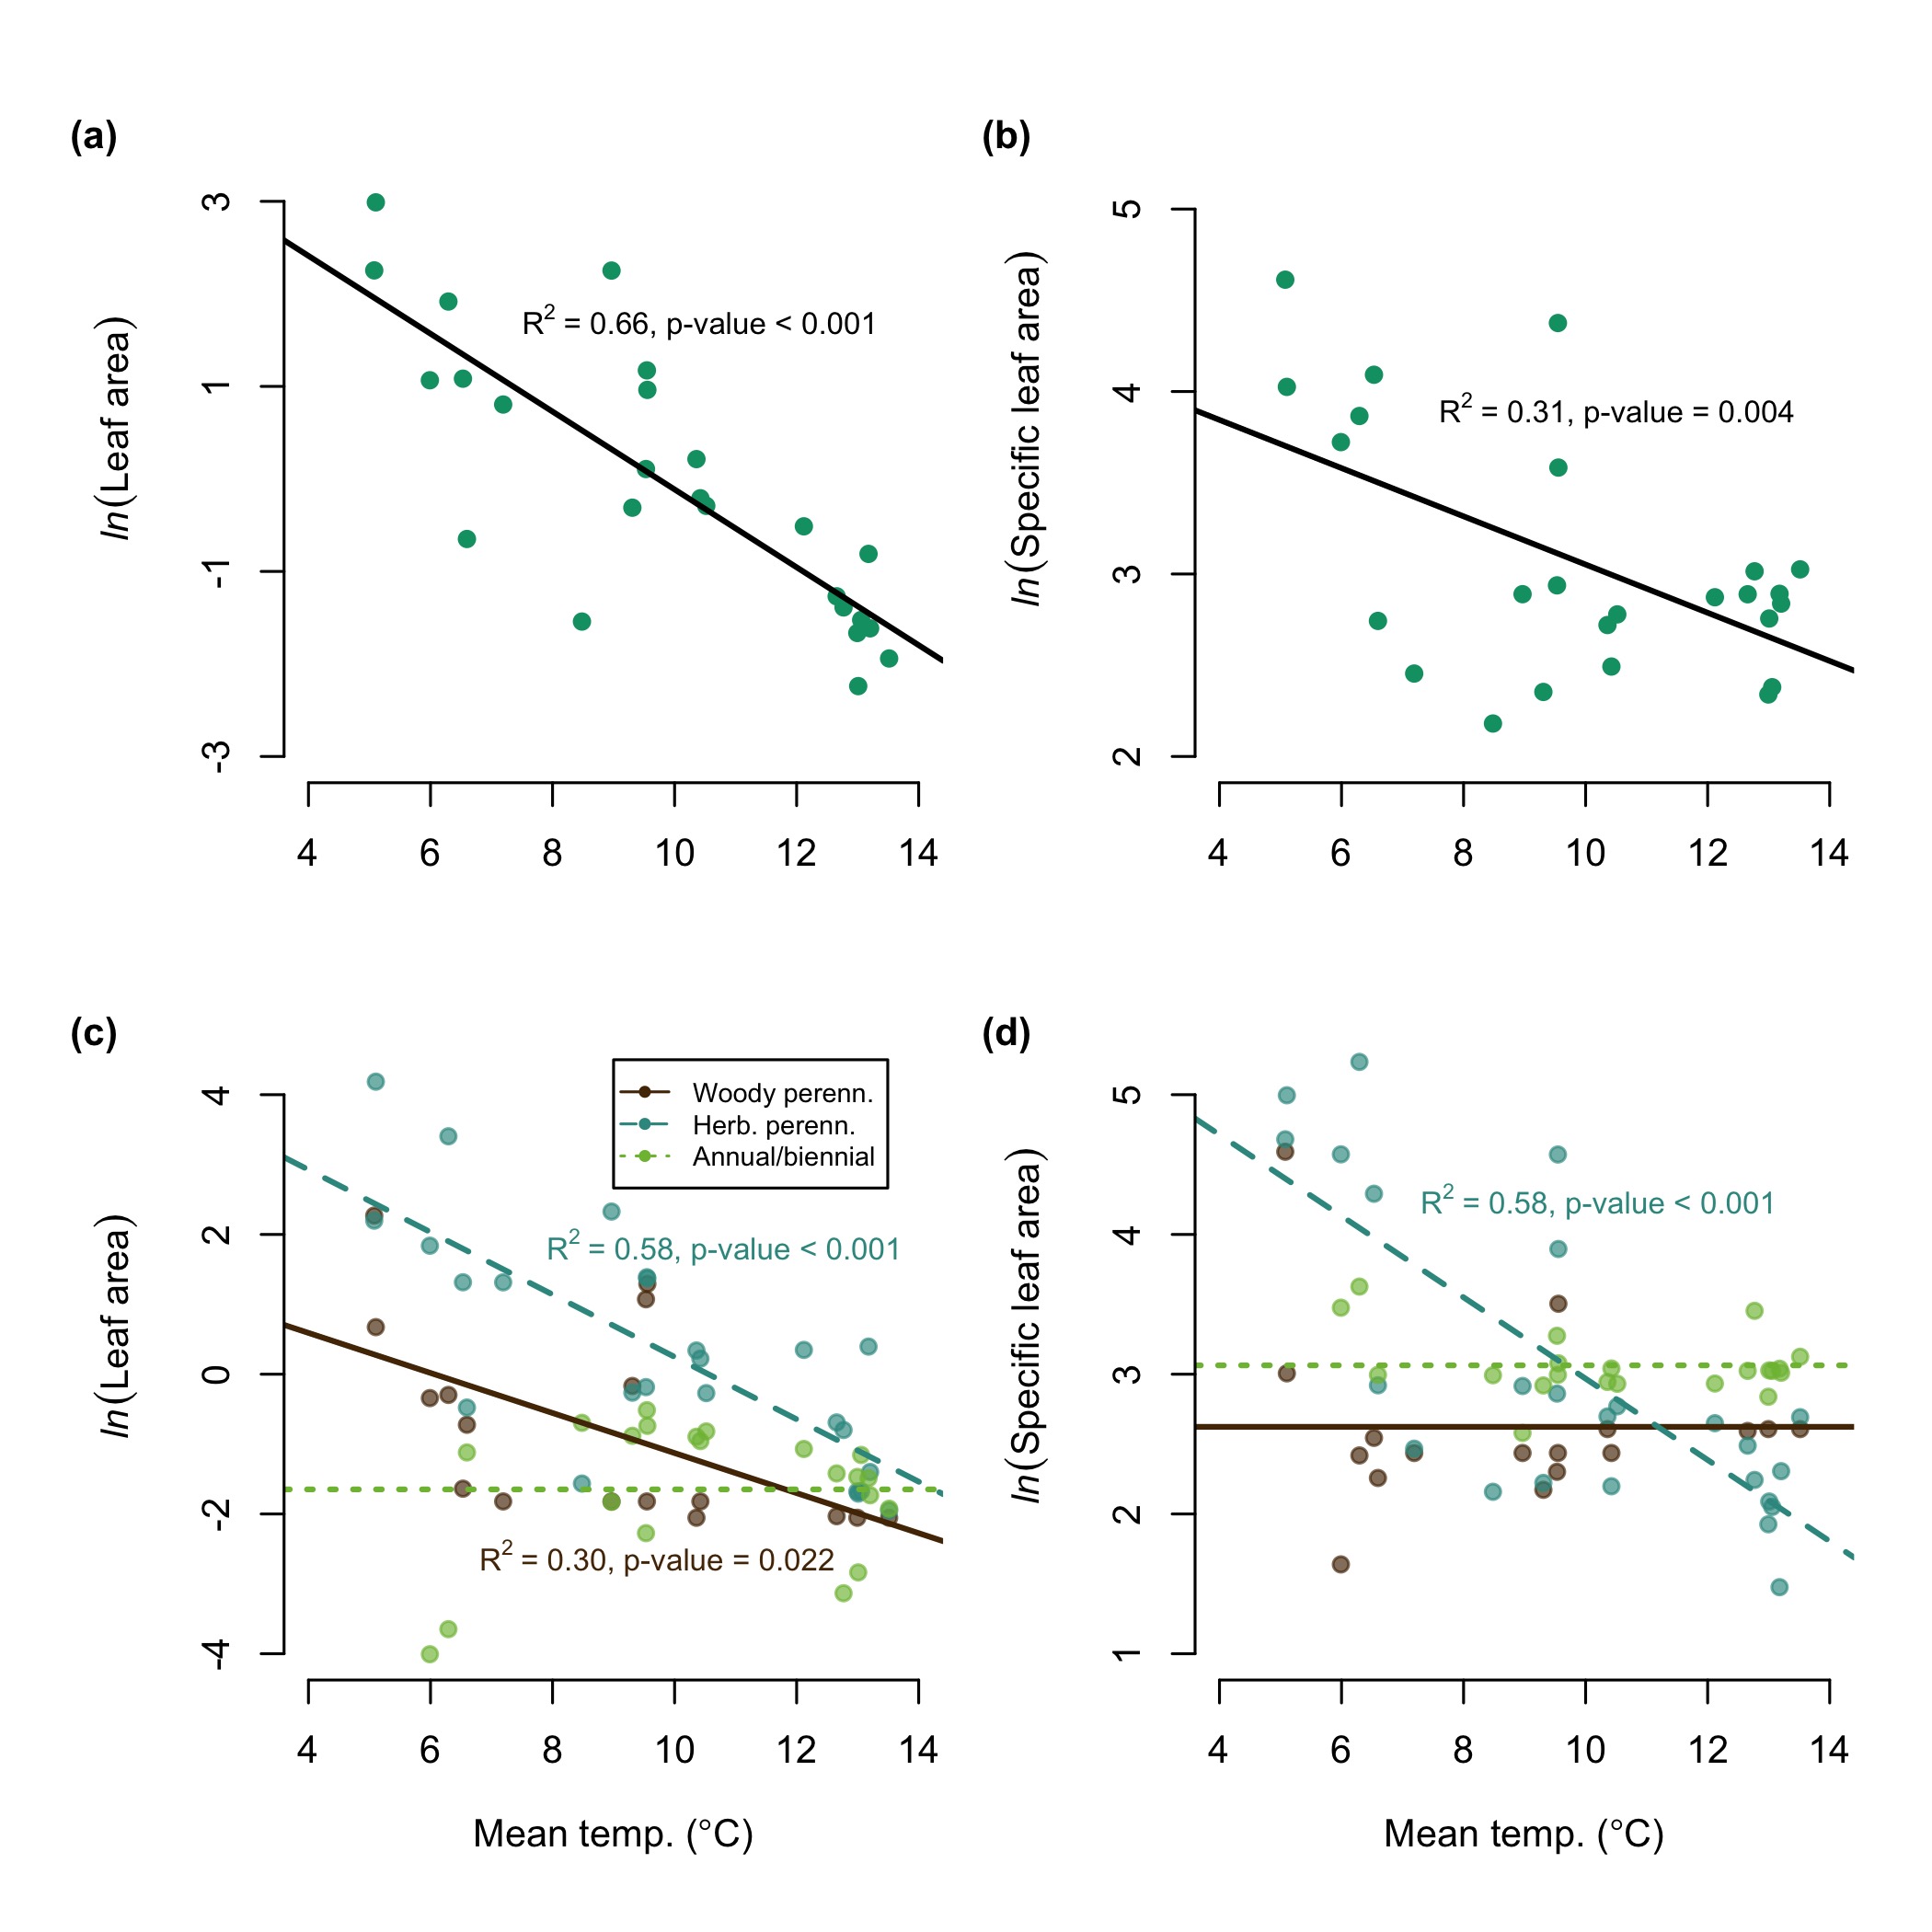 (a)
ln(Leaf area)
3
1
-1
-3
R² = 0.66, p-value < 0.001
4 6 8 10 12 14
(b)
ln(Specific leaf area)
5
4
3
2
R² = 0.31, p-value = 0.004
4 6 8 10 12 14
(c)
ln(Leaf area)
4
2
0
-2
-4
Woody perenn.
Herb. perenn.
Annual/biennial
R² = 0.58, p-value < 0.001
R² = 0.30, p-value = 0.022
4 6 8 10 12 14
Mean temp. (°C)
(d)
ln(Specific leaf area)
5
4
3
2
1
R² = 0.58, p-value < 0.001
4 6 8 10 12 14
Mean temp. (°C)